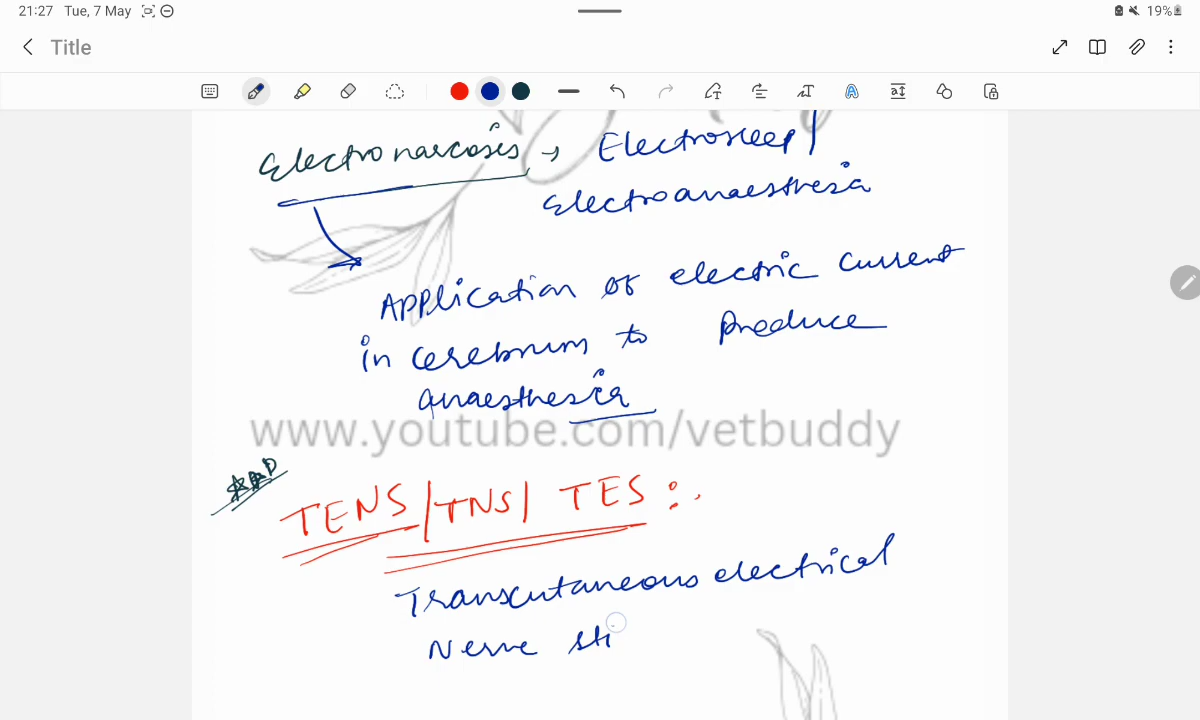 21:27 Tue, 7 May 19%
Title
Electronarcosis → Electrosleep/
Electroanaesthesia
Application of electric current
in cerebrum to produce
anaesthesia
www.youtube.com/vetbuddy
TENS/TNS/ TES :-
Transcutaneous electrical
Nerve sti